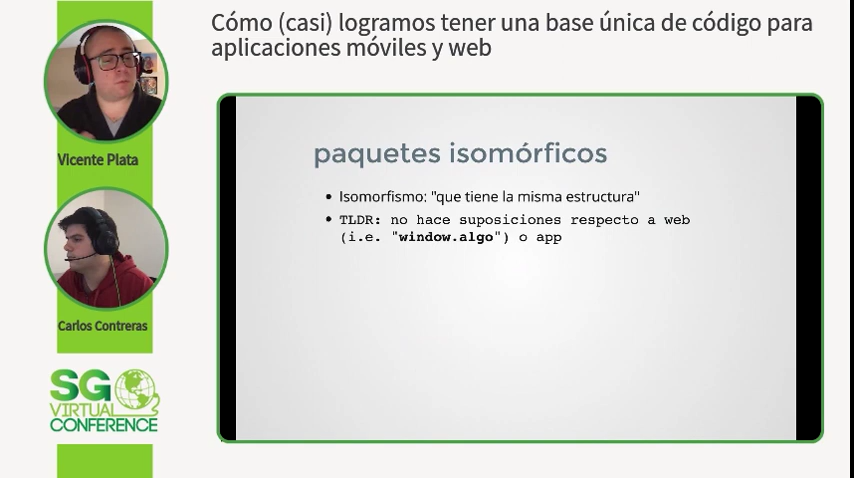 Cómo (casi) logramos tener una base única de código para
aplicaciones móviles y web
Vicente Plata
Carlos Contreras
SG
VIRTUAL
CONFERENCE
paquetes isomórficos
• Isomorfismo: "que tiene la misma estructura"
• TLDR: no hace suposiciones respecto a web
(i.e. "window.algo") o app